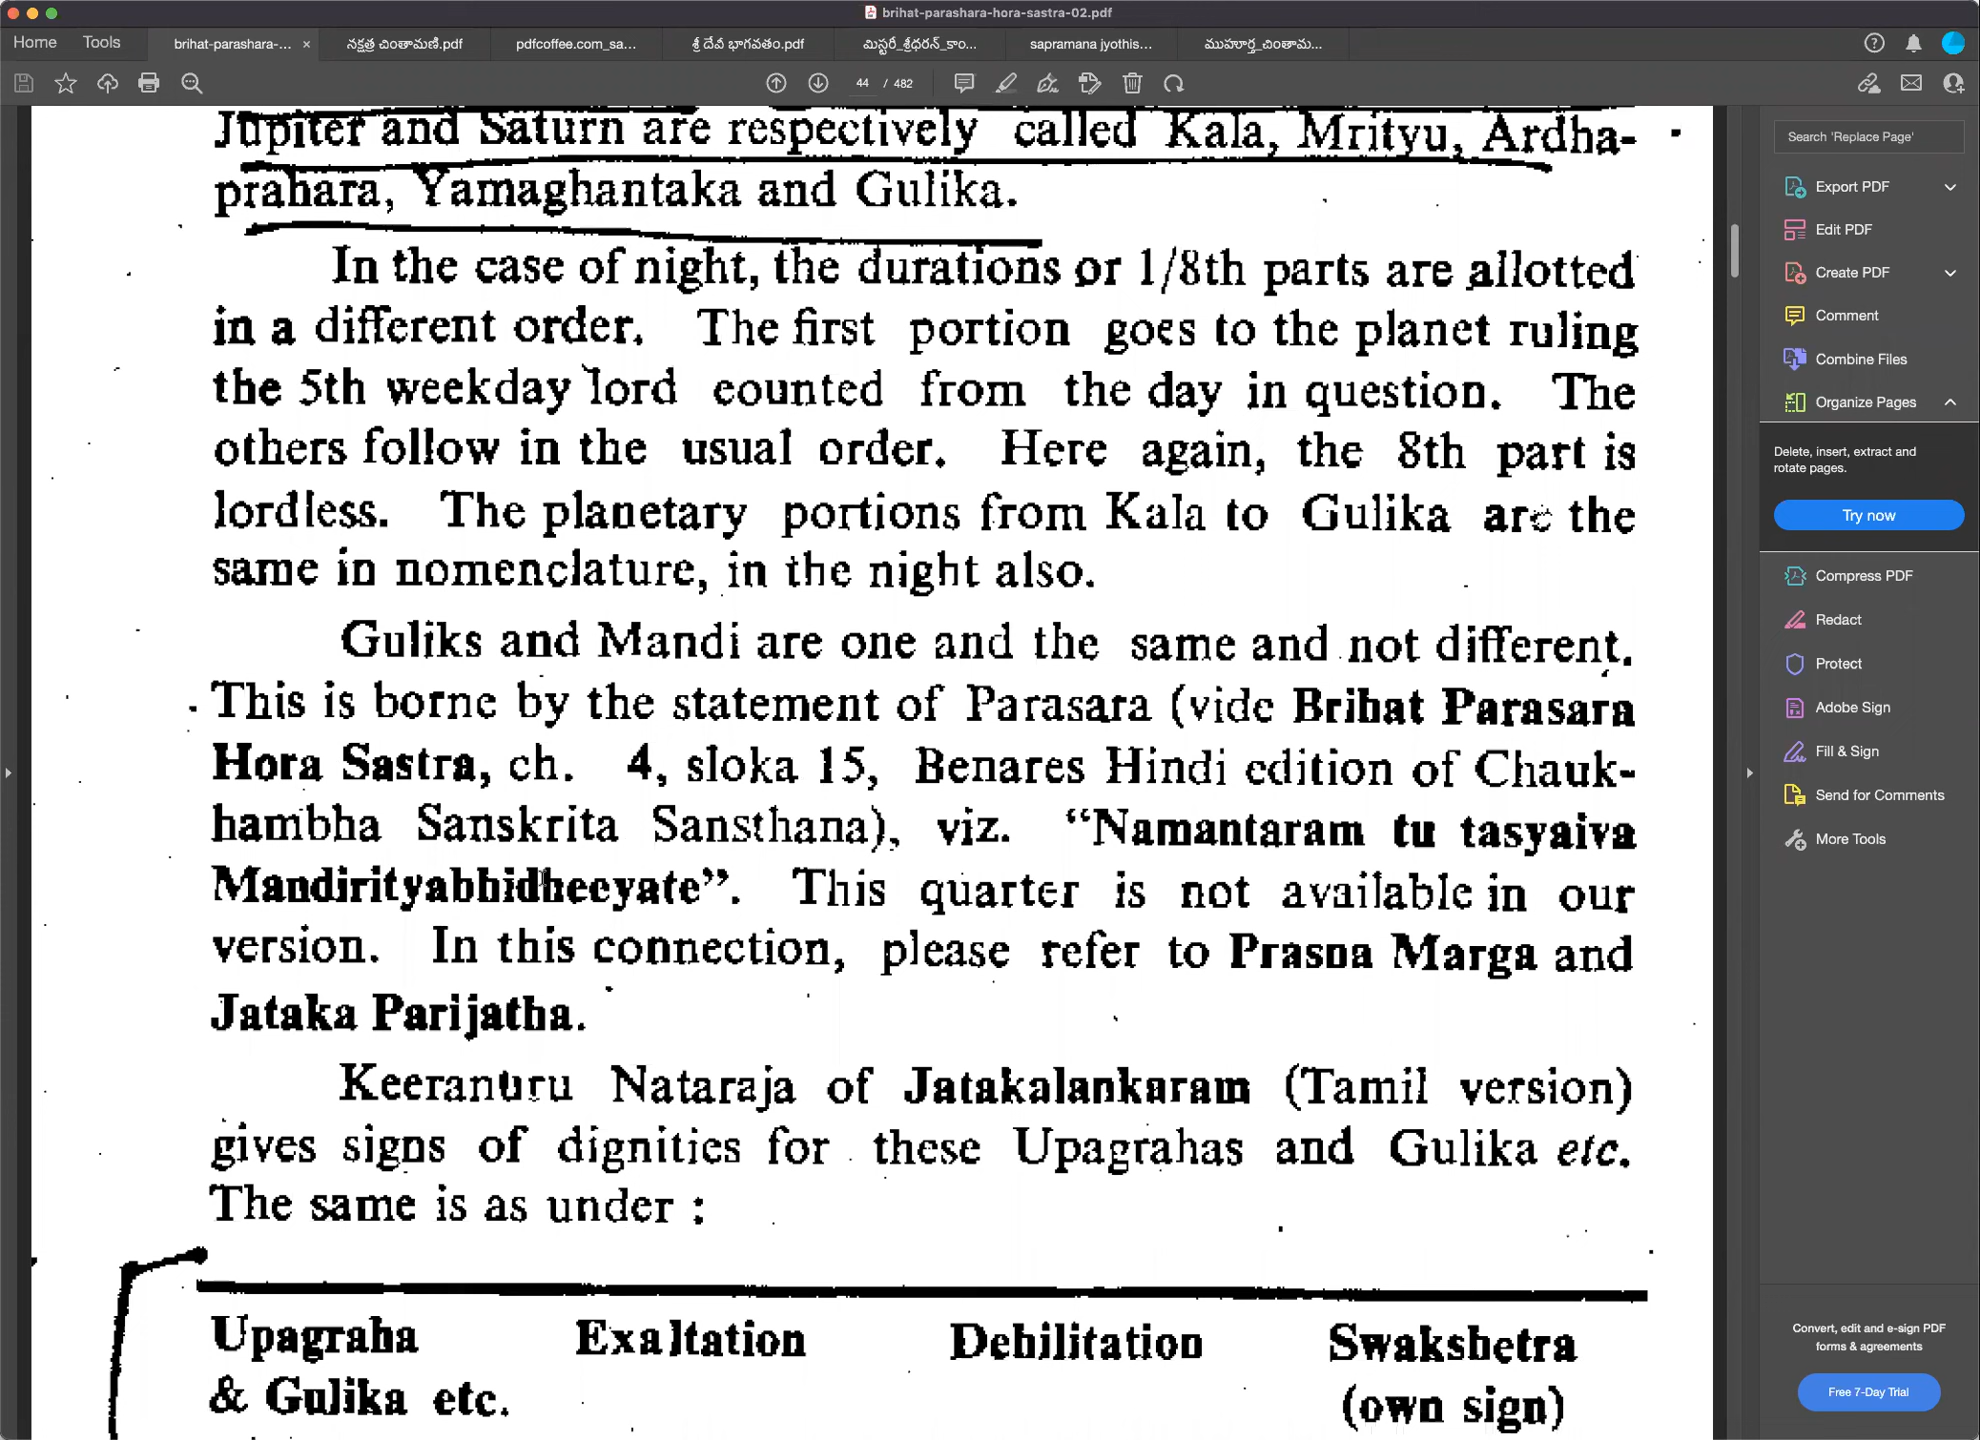 brihat-parashara-hora-sastra-02.pdf
Home Tools brihat-parashara-... × నక్షత్ర చింతామణి.pdf pdfcoffee.com_sa... శ్రీ దేవీ భాగవతం.pdf మిస్టరీ_శ్రీధరన్_కాం... sapramana jyothis... ముహూర్త_చింతామ...
44 / 482
Jupiter and Saturn are respectively called Kala, Mrityu, Ardha-
prahara, Yamaghantaka and Gulika.
In the case of night, the durations or 1/8th parts are allotted
in a different order. The first portion goes to the planet ruling
the 5th weekday lord counted from the day in question. The
others follow in the usual order. Here again, the 8th part is
lordless. The planetary portions from Kala to Gulika are the
same in nomenclature, in the night also.
Guliks and Mandi are one and the same and not different.
This is borne by the statement of Parasara (vide Brihat Parasara
Hora Sastra, ch. 4, sloka 15, Benares Hindi edition of Chauk-
hambha Sanskrita Sansthana), viz. “Namantaram tu tasyaiva
Mandirityabhidheeyate”. This quarter is not available in our
version. In this connection, please refer to Prasna Marga and
Jataka Parijatha.
Keeranuru Nataraja of Jatakalankaram (Tamil version)
gives signs of dignities for these Upagrahas and Gulika etc.
The same is as under :
Upagraha Exaltation Debilitation Swakshetra
& Gulika etc. (own sign)
Search 'Replace Page'
Export PDF
Edit PDF
Create PDF
Comment
Combine Files
Organize Pages
Delete, insert, extract and
rotate pages.
Try now
Compress PDF
Redact
Protect
Adobe Sign
Fill & Sign
Send for Comments
More Tools
Convert, edit and e-sign PDF
forms & agreements
Free 7-Day Trial